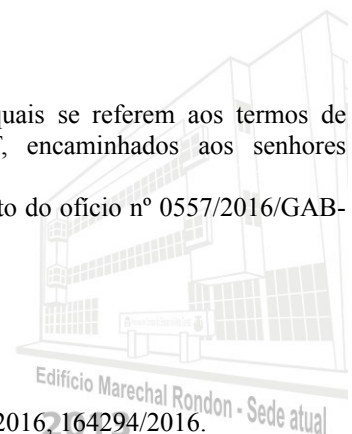 quais se referem aos termos de
encaminhados aos senhores
to do ofício nº 0557/2016/GAB-
Edifício Marechal Rondon - Sede atual
2016, 164294/2016.